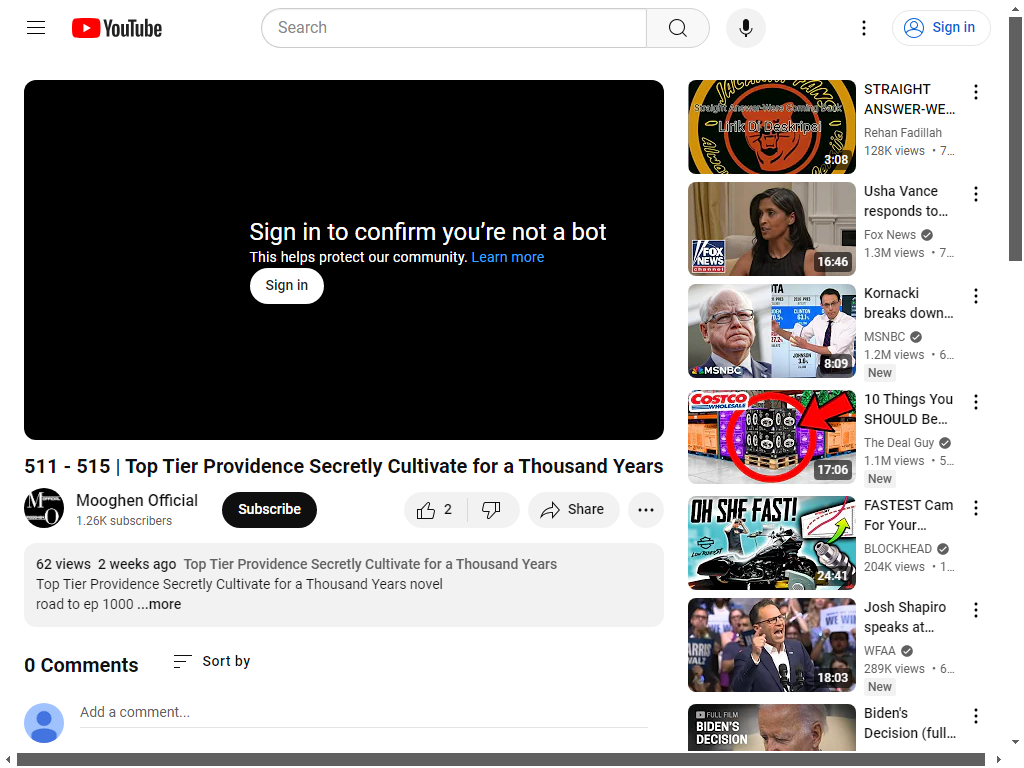 YouTube
Search
Sign in
Sign in to confirm you're not a bot
This helps protect our community. Learn more
Sign in
511 - 515 | Top Tier Providence Secretly Cultivate for a Thousand Years
Mooghen Official
1.26K subscribers
Subscribe
2
Share
62 views 2 weeks ago Top Tier Providence Secretly Cultivate for a Thousand Years
Top Tier Providence Secretly Cultivate for a Thousand Years novel
road to ep 1000 ...more
0 Comments
Sort by
Add a comment...
Straight Answer-Were Coming Back
Lirik Di Deskripsi
3:08
STRAIGHT
ANSWER-WE...
Rehan Fadillah
128K views • 7...
FOX
NEWS
channel
16:46
Usha Vance
responds to...
Fox News
1.3M views • 7...
MSNBC
8:09
Kornacki
breaks down...
MSNBC
1.2M views • 6...
New
COSTCO
WHOLESALE
17:06
10 Things You
SHOULD Be...
The Deal Guy
1.1M views • 5...
New
OH SHE FAST!
LOW RIDER ST
24:41
FASTEST Cam
For Your...
BLOCKHEAD
204K views • 1...
18:03
Josh Shapiro
speaks at...
WFAA
289K views • 6...
New
FULL FILM
BIDEN'S
DECISION
Biden's
Decision (full...